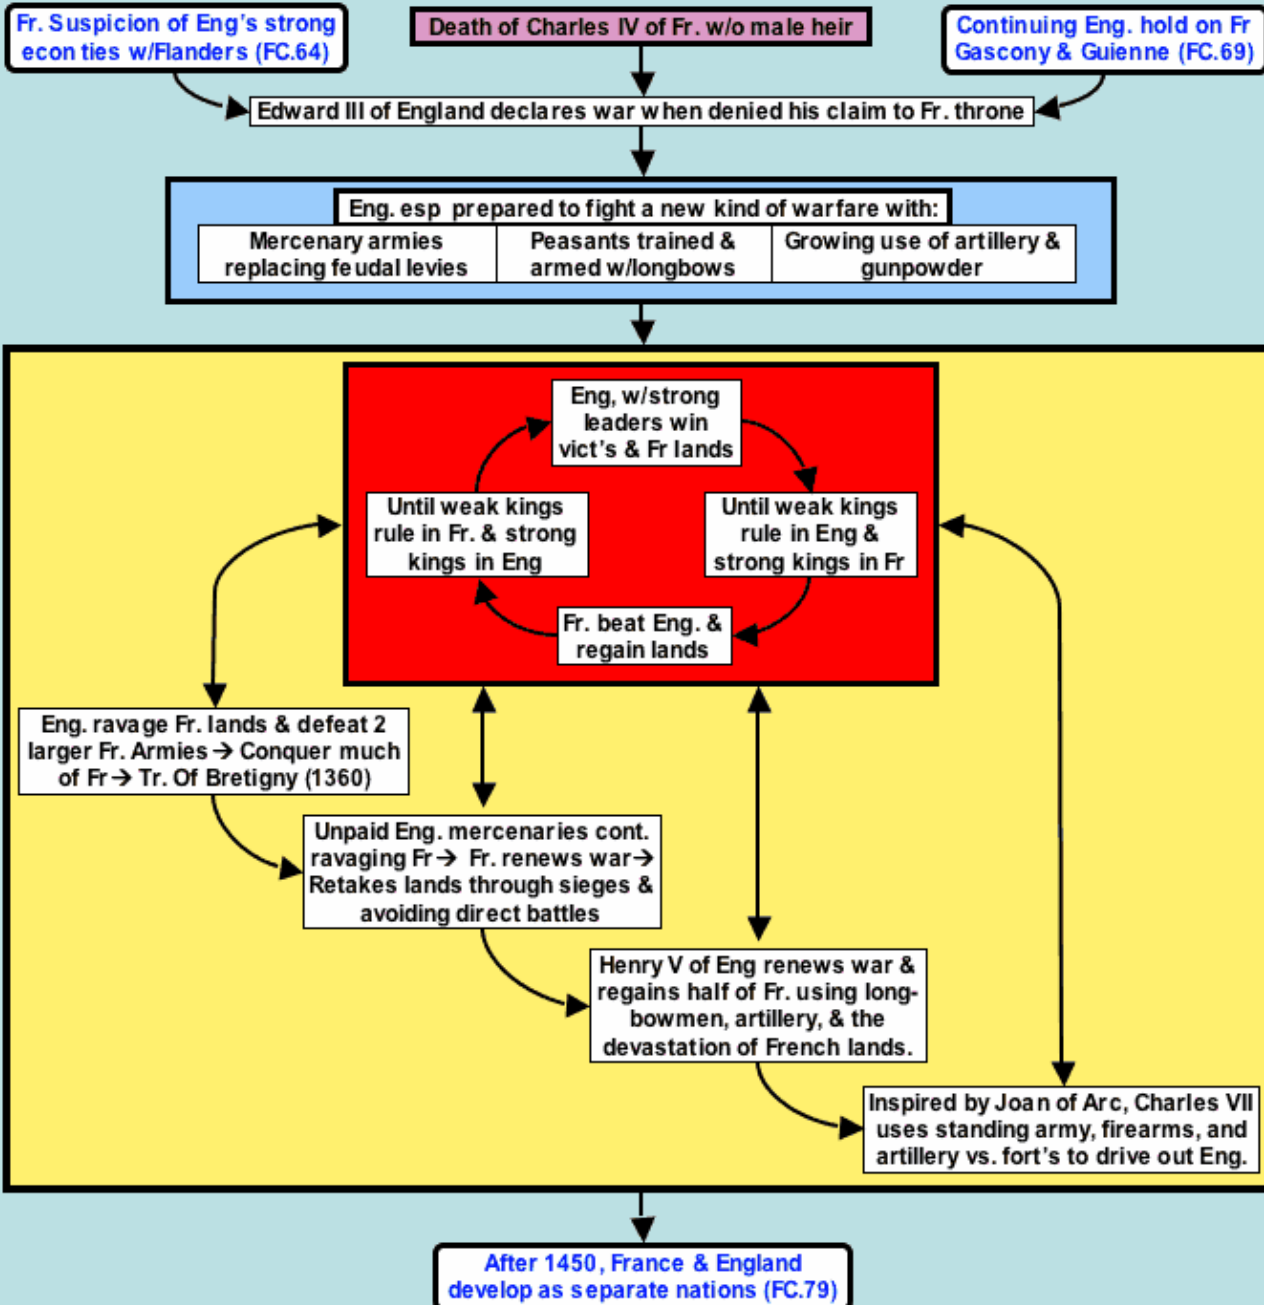 Fr. Suspicion of Eng's strong
econ ties w/Flanders (FC.64)
Death of Charles IV of Fr. w/o male heir
Continuing Eng. hold on Fr
Gascony & Guienne (FC.69)
Edward III of England declares war when denied his claim to Fr. throne
Eng. esp prepared to fight a new kind of warfare with:
Mercenary armies
replacing feudal levies
Peasants trained &
armed w/longbows
Growing use of artillery &
gunpowder
Eng, w/strong
leaders win
vict's & Fr lands
Until weak kings
rule in Fr. & strong
kings in Eng
Until weak kings
rule in Eng &
strong kings in Fr
Fr. beat Eng. &
regain lands
Eng. ravage Fr. lands & defeat 2
larger Fr. Armies → Conquer much
of Fr → Tr. Of Bretigny (1360)
Unpaid Eng. mercenaries cont.
ravaging Fr → Fr. renews war →
Retakes lands through sieges &
avoiding direct battles
Henry V of Eng renews war &
regains half of Fr. using long-
bowmen, artillery, & the
devastation of French lands.
Inspired by Joan of Arc, Charles VII
uses standing army, firearms, and
artillery vs. fort's to drive out Eng.
After 1450, France & England
develop as separate nations (FC.79)